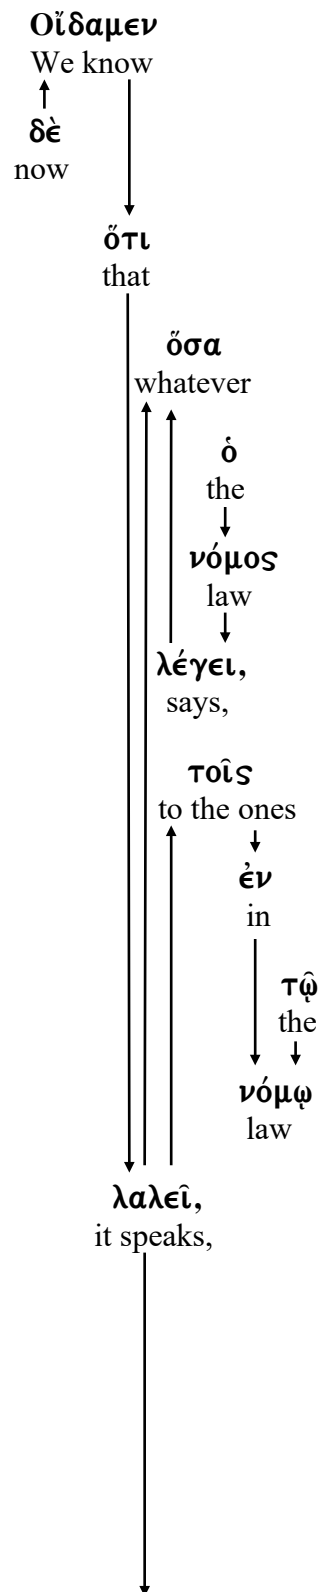 Οἴδαμεν
We know
δὲ
now
ὅτι
that
ὅσα
whatever
ὁ
the
νόμος
law
λέγει,
says,
τοῖς
to the ones
ἐν
in
τῷ
the
νόμῳ
law
λαλεῖ,
it speaks,